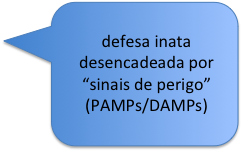 defesa inata
desencadeada por
“sinais de perigo”
(PAMPs/DAMPs)